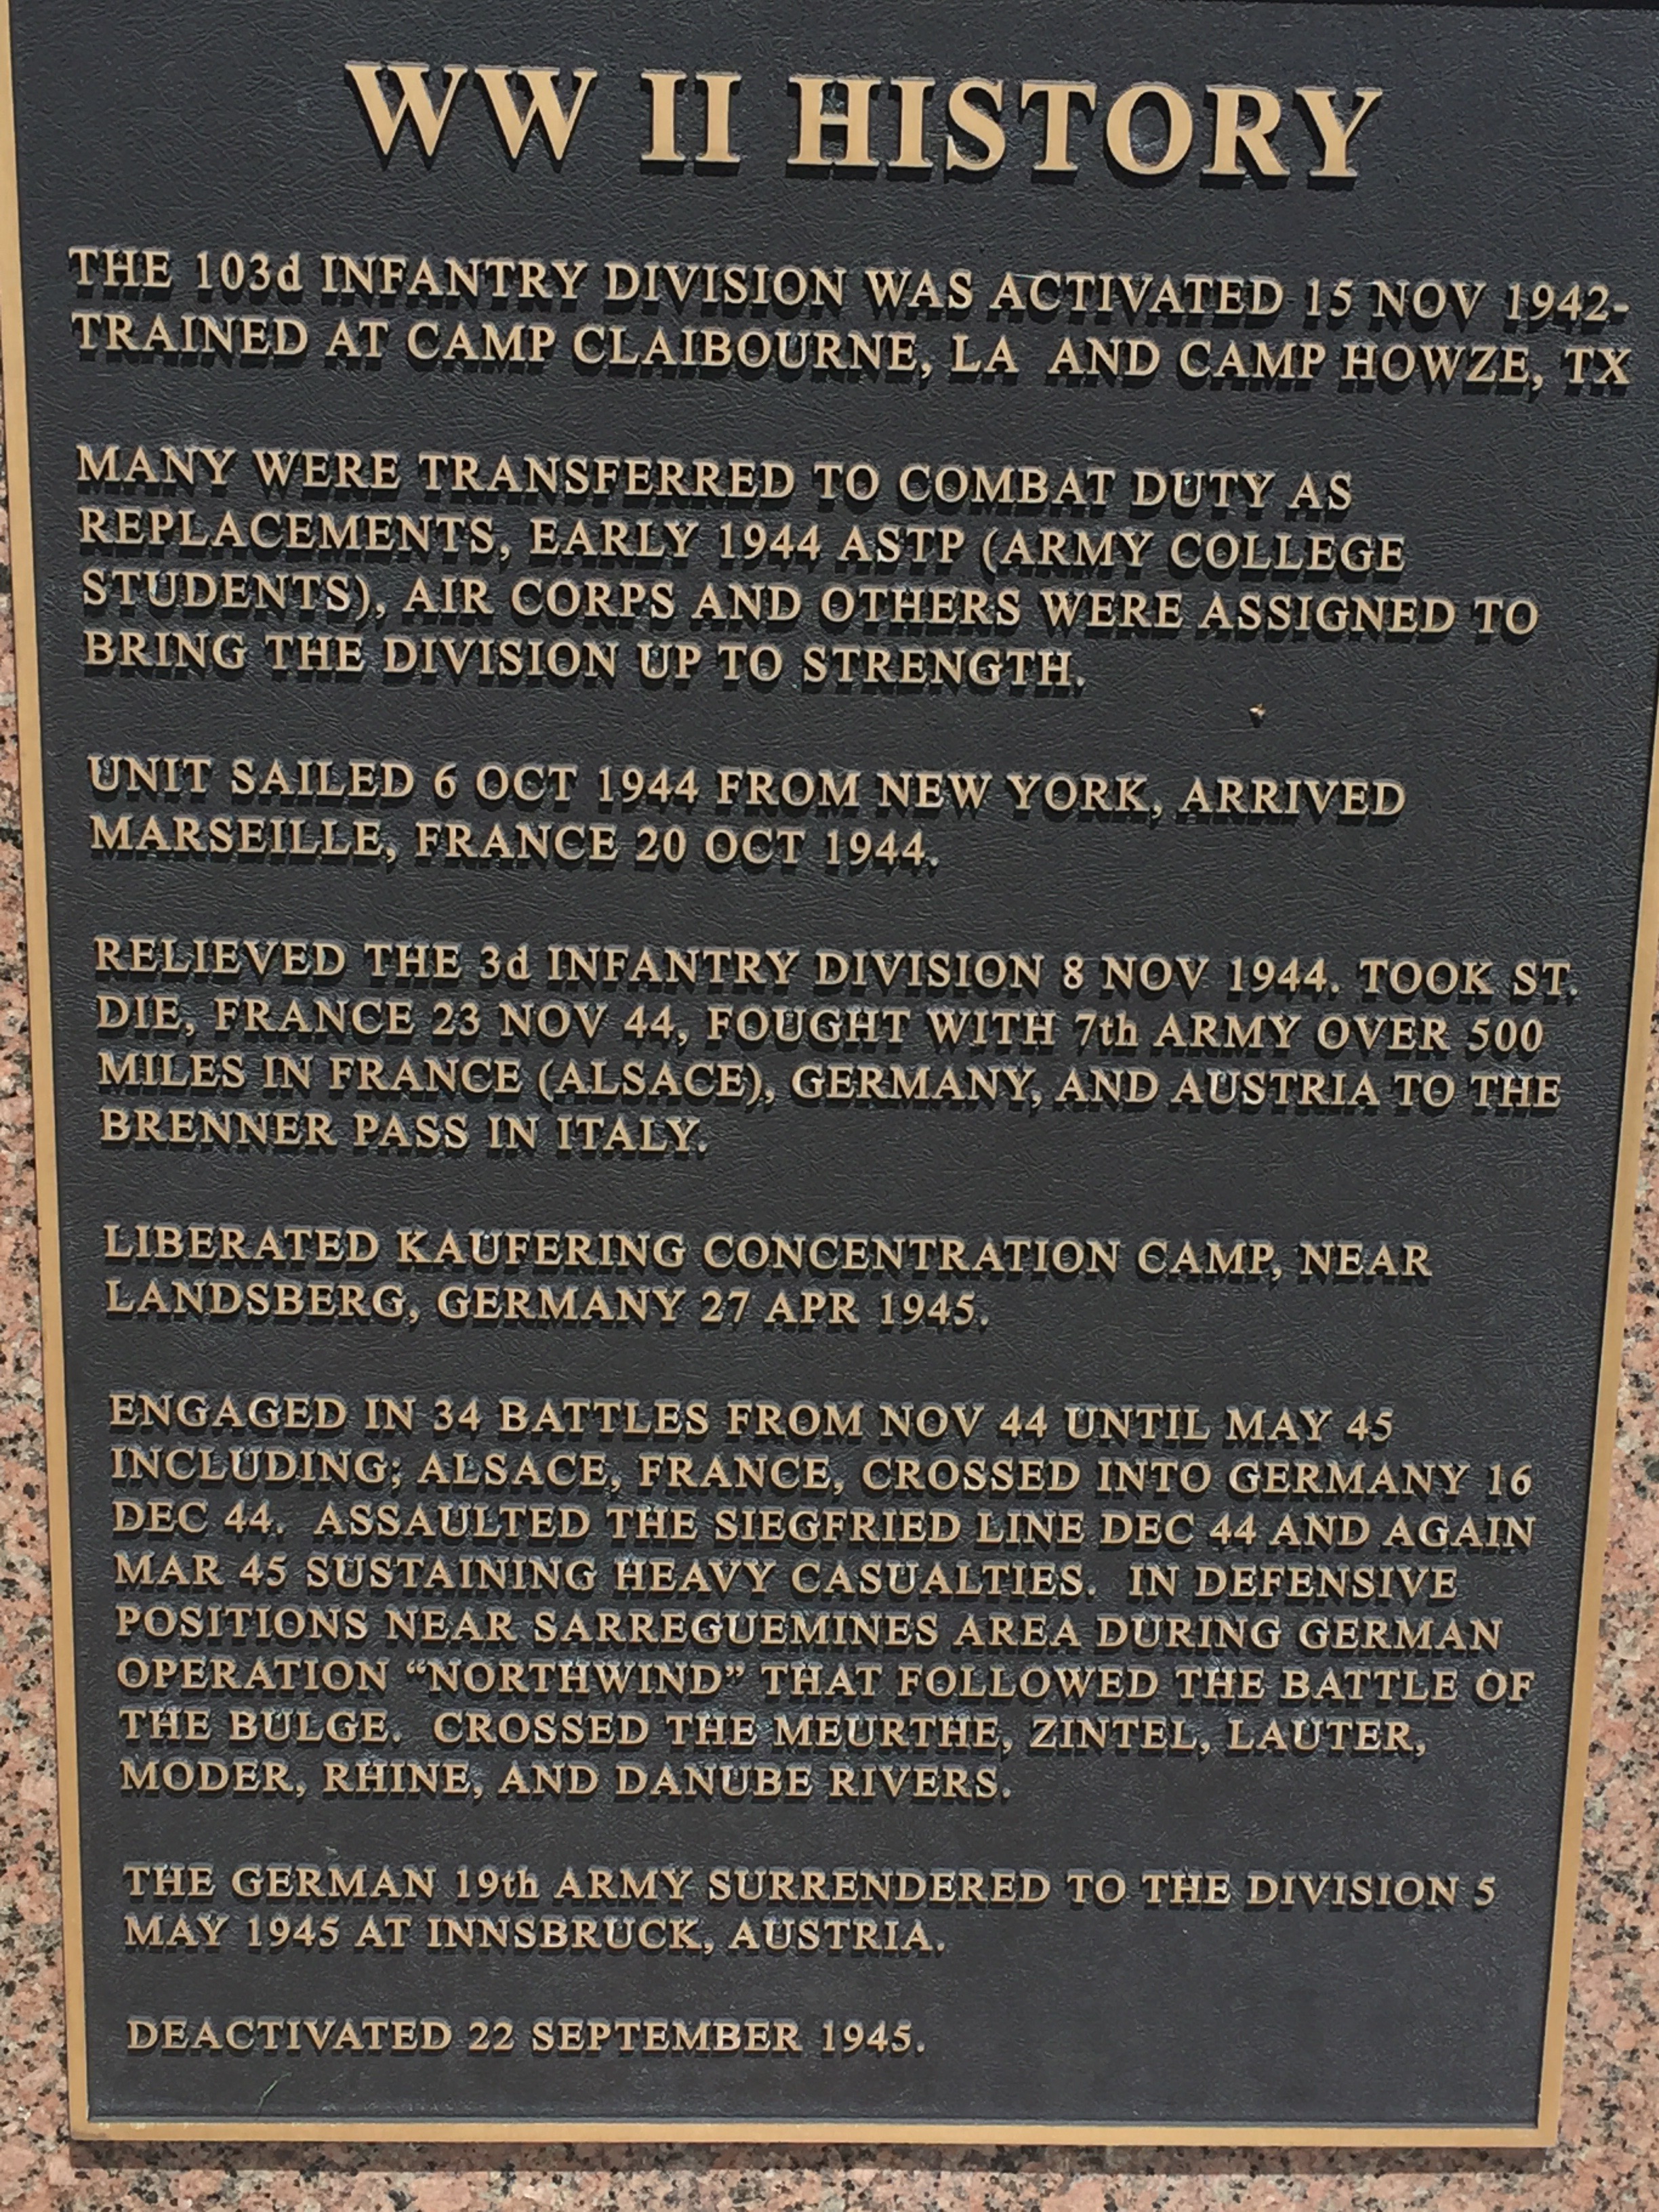 WW II HISTORY
THE 103d INFANTRY DIVISION WAS ACTIVATED 15 NOV 1942-
TRAINED AT CAMP CLAIBOURNE, LA AND CAMP HOWZE, TX
MANY WERE TRANSFERRED TO COMBAT DUTY AS
REPLACEMENTS, EARLY 1944 ASTP (ARMY COLLEGE
STUDENTS), AIR CORPS AND OTHERS WERE ASSIGNED TO
BRING THE DIVISION UP TO STRENGTH.
UNIT SAILED 6 OCT 1944 FROM NEW YORK, ARRIVED
MARSEILLE, FRANCE 20 OCT 1944.
RELIEVED THE 3d INFANTRY DIVISION 8 NOV 1944. TOOK ST.
DIE, FRANCE 23 NOV 44, FOUGHT WITH 7th ARMY OVER 500
MILES IN FRANCE (ALSACE), GERMANY, AND AUSTRIA TO THE
BRENNER PASS IN ITALY.
LIBERATED KAUFERING CONCENTRATION CAMP, NEAR
LANDSBERG, GERMANY 27 APR 1945.
ENGAGED IN 34 BATTLES FROM NOV 44 UNTIL MAY 45
INCLUDING; ALSACE, FRANCE, CROSSED INTO GERMANY 16
DEC 44. ASSAULTED THE SIEGFRIED LINE DEC 44 AND AGAIN
MAR 45 SUSTAINING HEAVY CASUALTIES. IN DEFENSIVE
POSITIONS NEAR SARREGUEMINES AREA DURING GERMAN
OPERATION “NORTHWIND” THAT FOLLOWED THE BATTLE OF
THE BULGE. CROSSED THE MEURTHE, ZINTEL, LAUTER,
MODER, RHINE, AND DANUBE RIVERS.
THE GERMAN 19th ARMY SURRENDERED TO THE DIVISION 5
MAY 1945 AT INNSBRUCK, AUSTRIA.
DEACTIVATED 22 SEPTEMBER 1945.